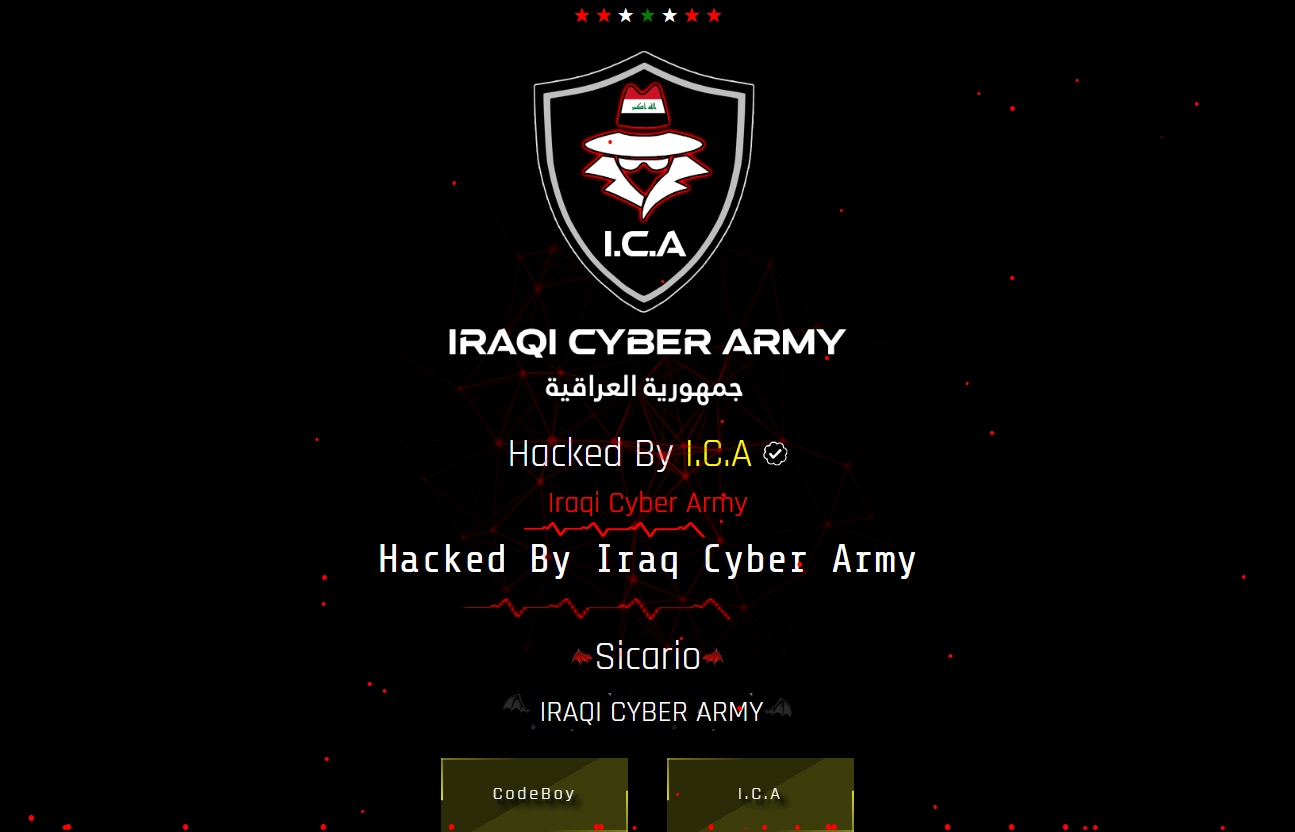 الله اكبر
I.C.A
IRAQI CYBER ARMY
جمهورية العراقية
Hacked By I.C.A
Iraqi Cyber Army
Hacked By Iraq Cyber Army
Sicario
IRAQI CYBER ARMY
CodeBoy
I.C.A